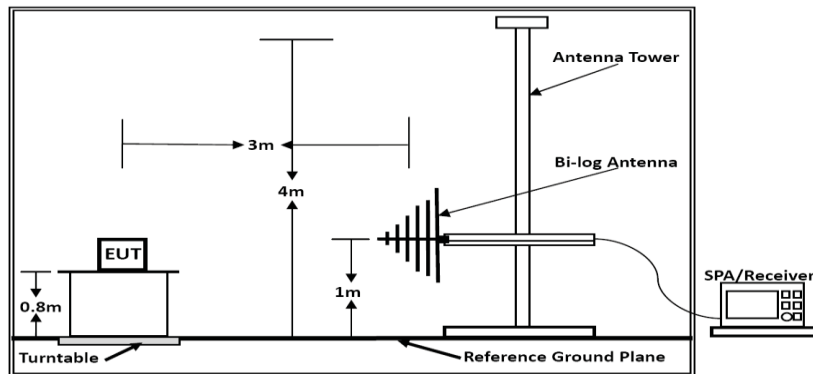 Antenna Tower
3m
Bi-log Antenna
4m
EUT
SPA/Receiver
0.8m
1m
Turntable
Reference Ground Plane